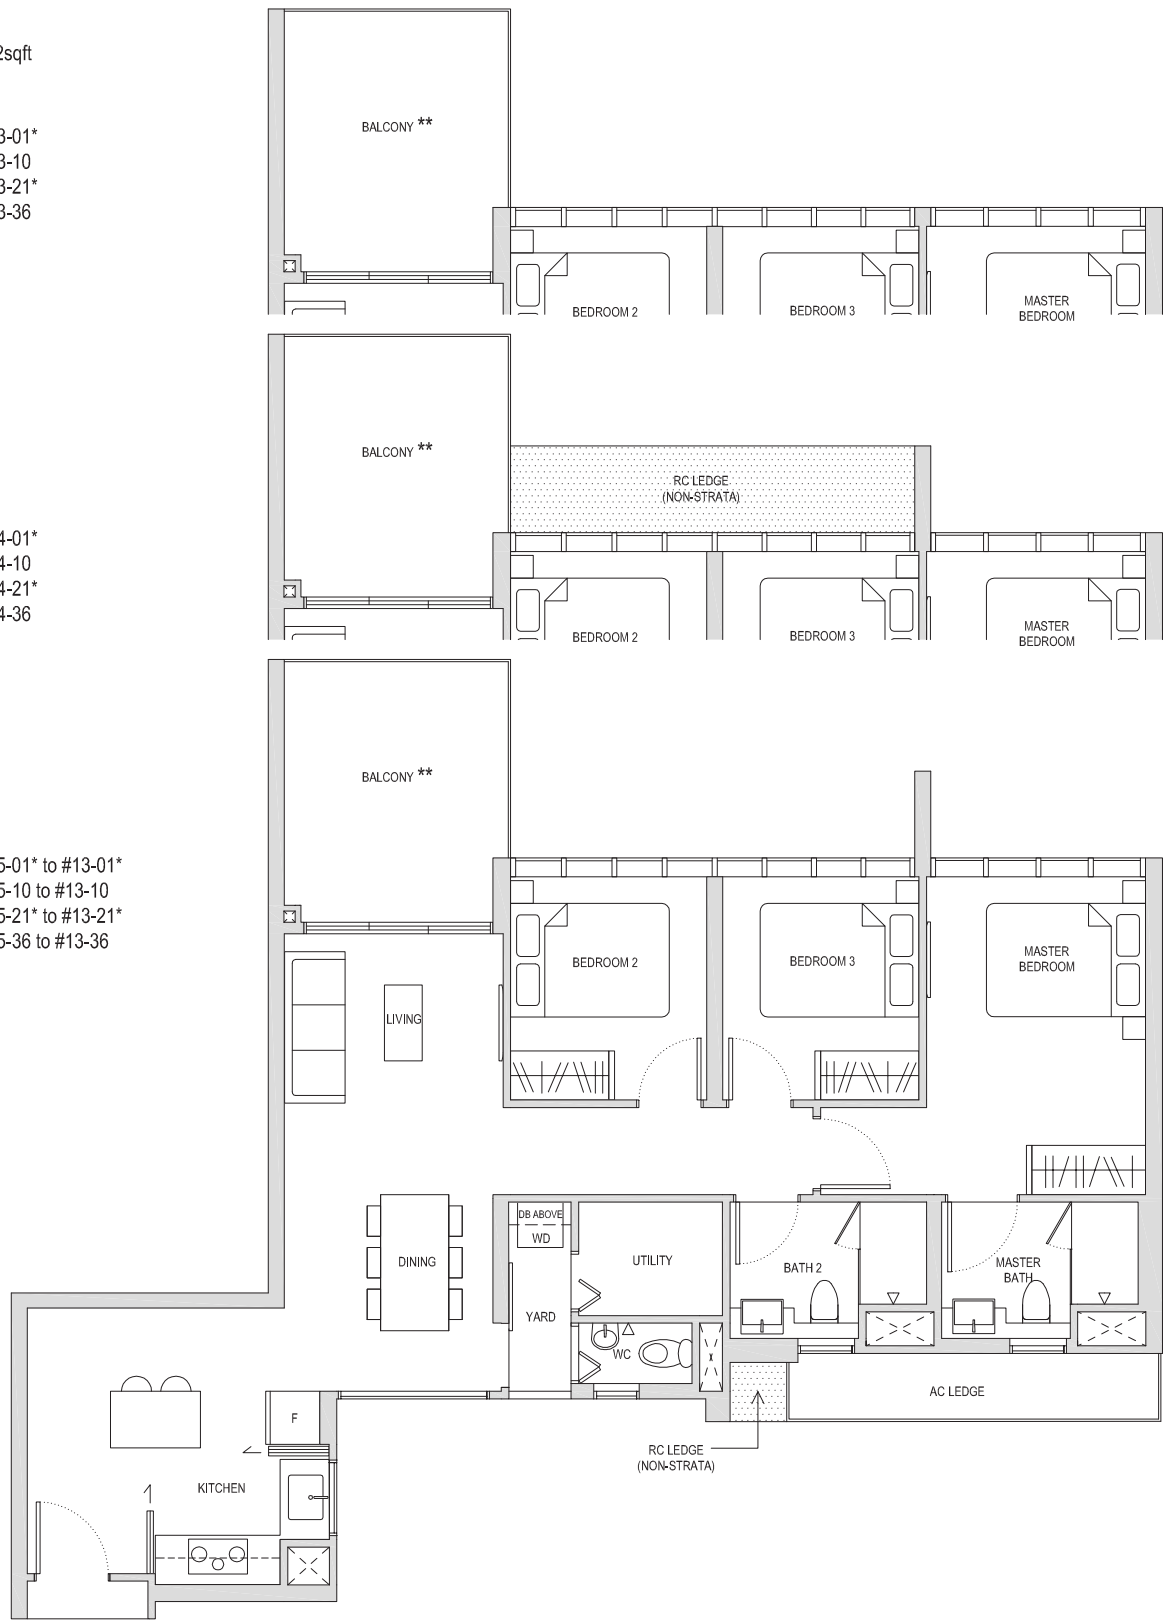 2sqft
3-01*
3-10
3-21*
3-36
BALCONY **
BEDROOM 2
BEDROOM 3
MASTER
BEDROOM
BALCONY **
RC LEDGE
(NON-STRATA)
4-01*
4-10
4-21*
4-36
BEDROOM 2
BEDROOM 3
MASTER
BEDROOM
BALCONY **
5-01* to #13-01*
5-10 to #13-10
5-21* to #13-21*
5-36 to #13-36
BEDROOM 2
BEDROOM 3
MASTER
BEDROOM
LIVING
DB ABOVE
WD
DINING
UTILITY
BATH 2
MASTER
BATH
YARD
WC
AC LEDGE
F
RC LEDGE
(NON-STRATA)
KITCHEN